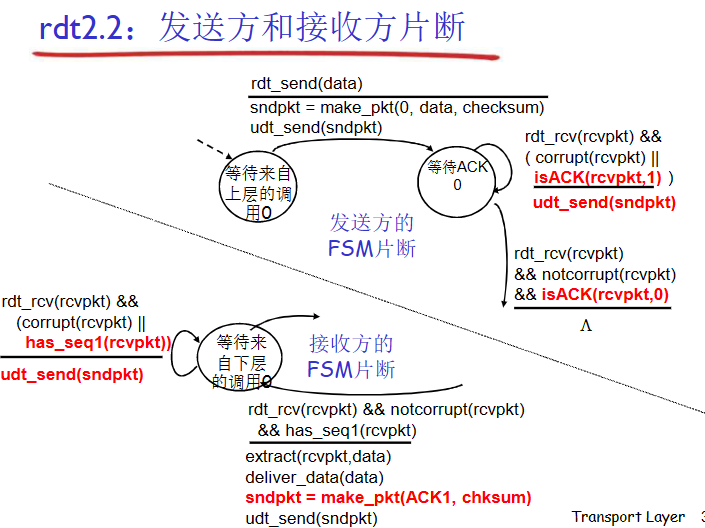 rdt2.2：发送方和接收方片断
rdt_send(data)
sndpkt = make_pkt(0, data, checksum)
udt_send(sndpkt)
等待来自
上层的调
用0
等待ACK
0
rdt_rcv(rcvpkt) &&
( corrupt(rcvpkt) ||
isACK(rcvpkt,1) )
udt_send(sndpkt)
发送方的
FSM片断
rdt_rcv(rcvpkt)
&& notcorrupt(rcvpkt)
&& isACK(rcvpkt,0)
Λ
rdt_rcv(rcvpkt) &&
(corrupt(rcvpkt) ||
has_seq1(rcvpkt))
udt_send(sndpkt)
等待来
自下层
的调用0
接收方的
FSM片断
rdt_rcv(rcvpkt) && notcorrupt(rcvpkt)
&& has_seq1(rcvpkt)
extract(rcvpkt,data)
deliver_data(data)
sndpkt = make_pkt(ACK1, chksum)
udt_send(sndpkt)
Transport Layer